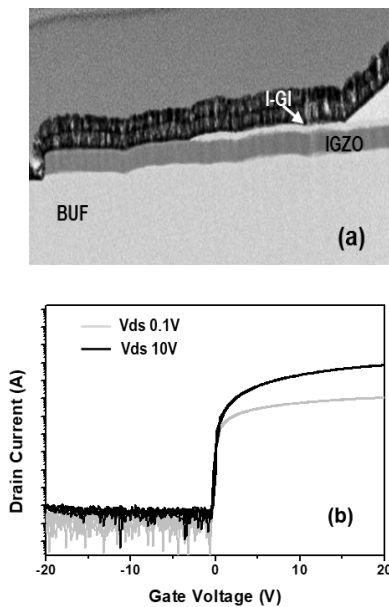 I-GI
IGZO
BUF
(a)
Vds 0.1V
Vds 10V
Drain Current (A)
(b)
-20 -10 0 10 20
Gate Voltage (V)